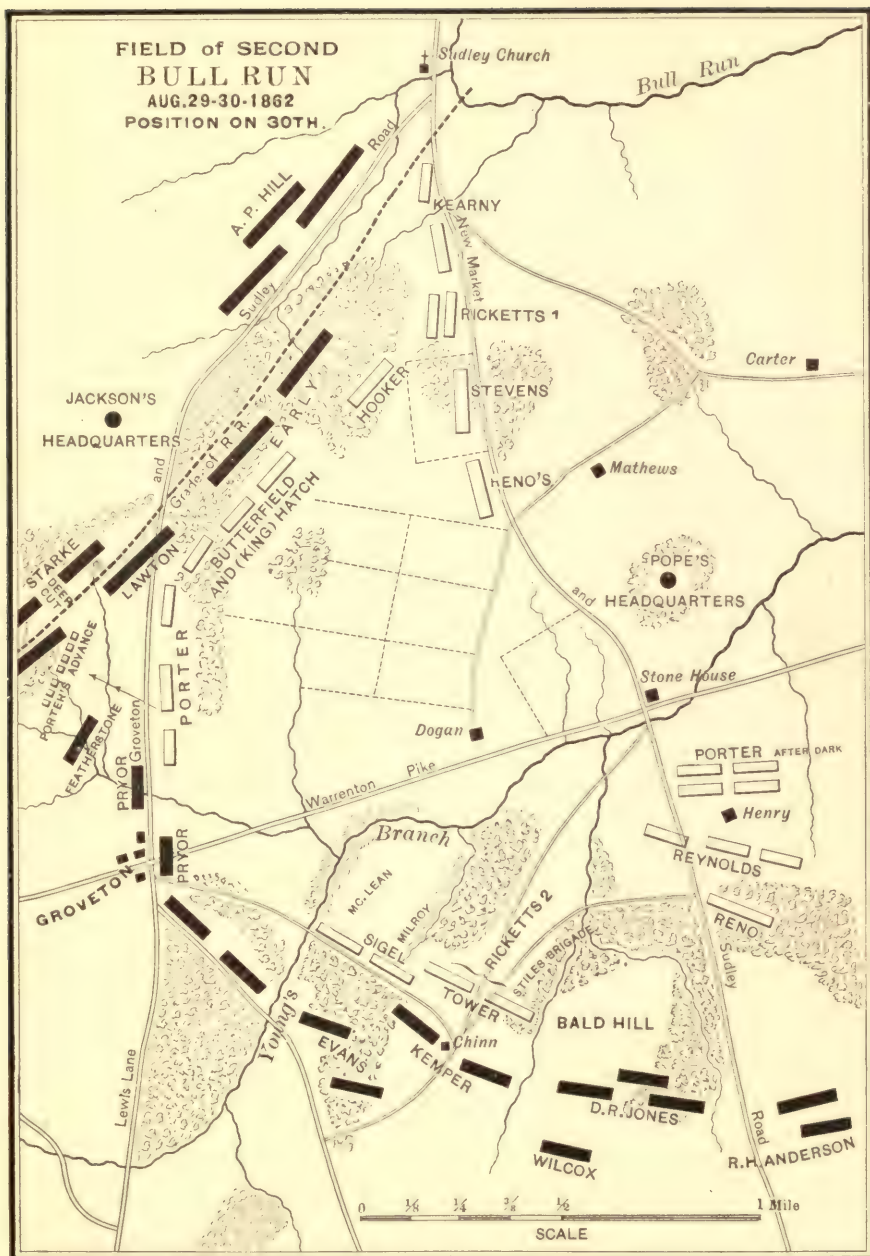 FIELD of SECOND
BULL RUN
AUG. 29-30-1862
POSITION ON 30TH.
Sudley Church
Bull Run
Road
A. P. HILL
KEARNY
New Market
Sudley
RICKETTS 1
Carter
JACKSON'S
HEADQUARTERS
HOOKER
STEVENS
EARLY
and
Grade of R. R.
Mathews
RENO'S
BUTTERFIELD
AND (KING) HATCH
STARKE
DEEP
CUT
LAWTON
POPE'S
HEADQUARTERS
and
PORTER'S ADVANCE
PORTER
Stone House
FEATHERSTONE
Groveton
Dogan
PRYOR
PORTER AFTER DARK
Warrenton Pike
Henry
Branch
GROVETON
PRYOR
REYNOLDS
MC. LEAN
MILROY
SIGEL
RICKETTS 2
RENO
STILES BRIGADE
TOWER
Sudley
Young's
BALD HILL
EVANS
KEMPER
Chinn
Lewis Lane
D.R. JONES
Road
WILCOX
R.H. ANDERSON
0 1/8 1/4 3/8 1/2 1 Mile
SCALE